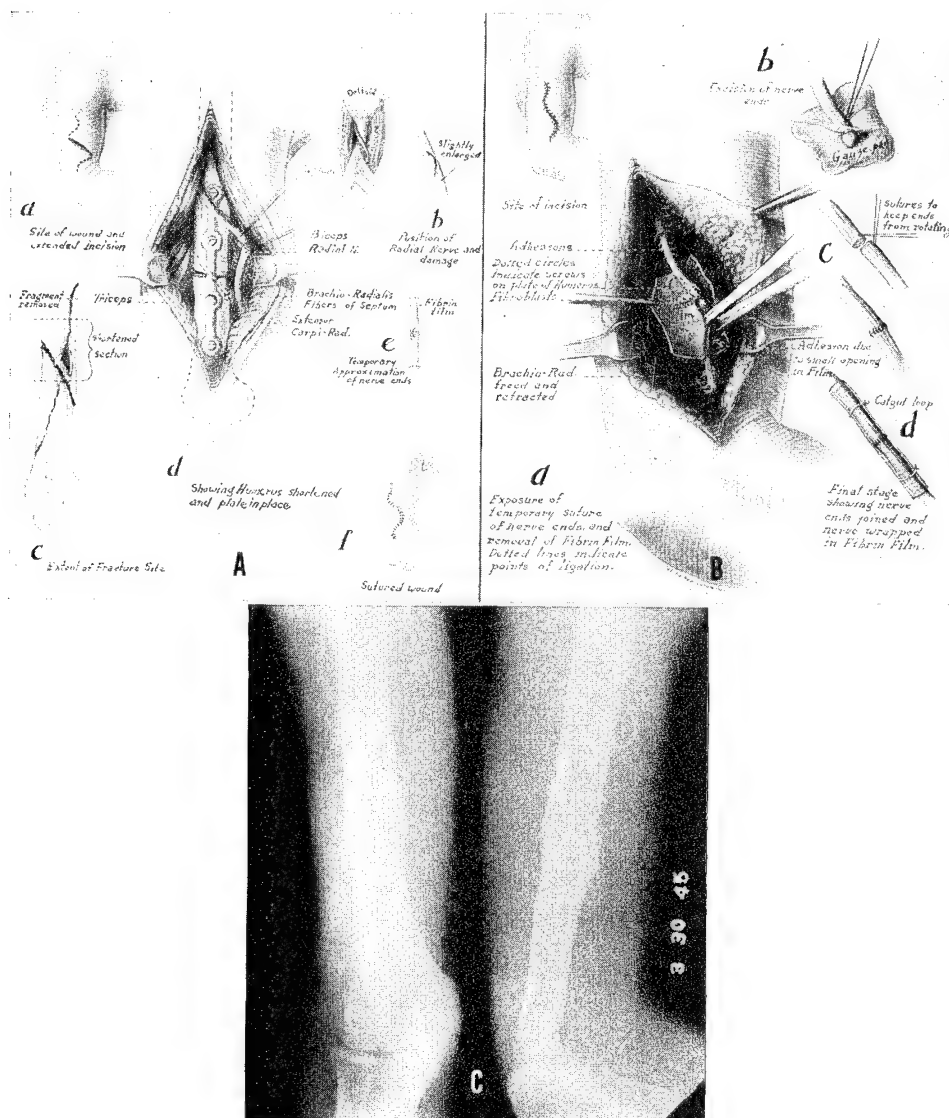 a
Site of wound and
extended incision
Deltoid
Slightly
enlarged
b
Position of
Radial Nerve and
damage
Biceps
Radial N.
Fragment
removed
Triceps
Shortened
section
Brachio-Radialis
Fibers of Septum
Extensor
Carpi-Rad.
Fibrin
film
e
Temporary
Approximation
of nerve ends
d
Showing Humerus shortened
and plate in place
c
Extent of Fracture Site
A
f
Sutured wound
b
Excision of nerve
ends
Gauze pad
Site of incision
Sutures to
keep ends
from rotating
C
Adhesions
Dotted circles
indicate screws
on plate of Humerus
Fibroblasts
Adhesion due
to small opening
in Film
Brachio-Rad.
freed and
retracted
Catgut loop
d
a
Exposure of
temporary suture
of nerve ends, and
removal of Fibrin Film.
Dotted lines indicate
points of ligation.
Final stage
showing nerve
ends joined and
nerve wrapped
in Fibrin Film.
B
3 30 45
C